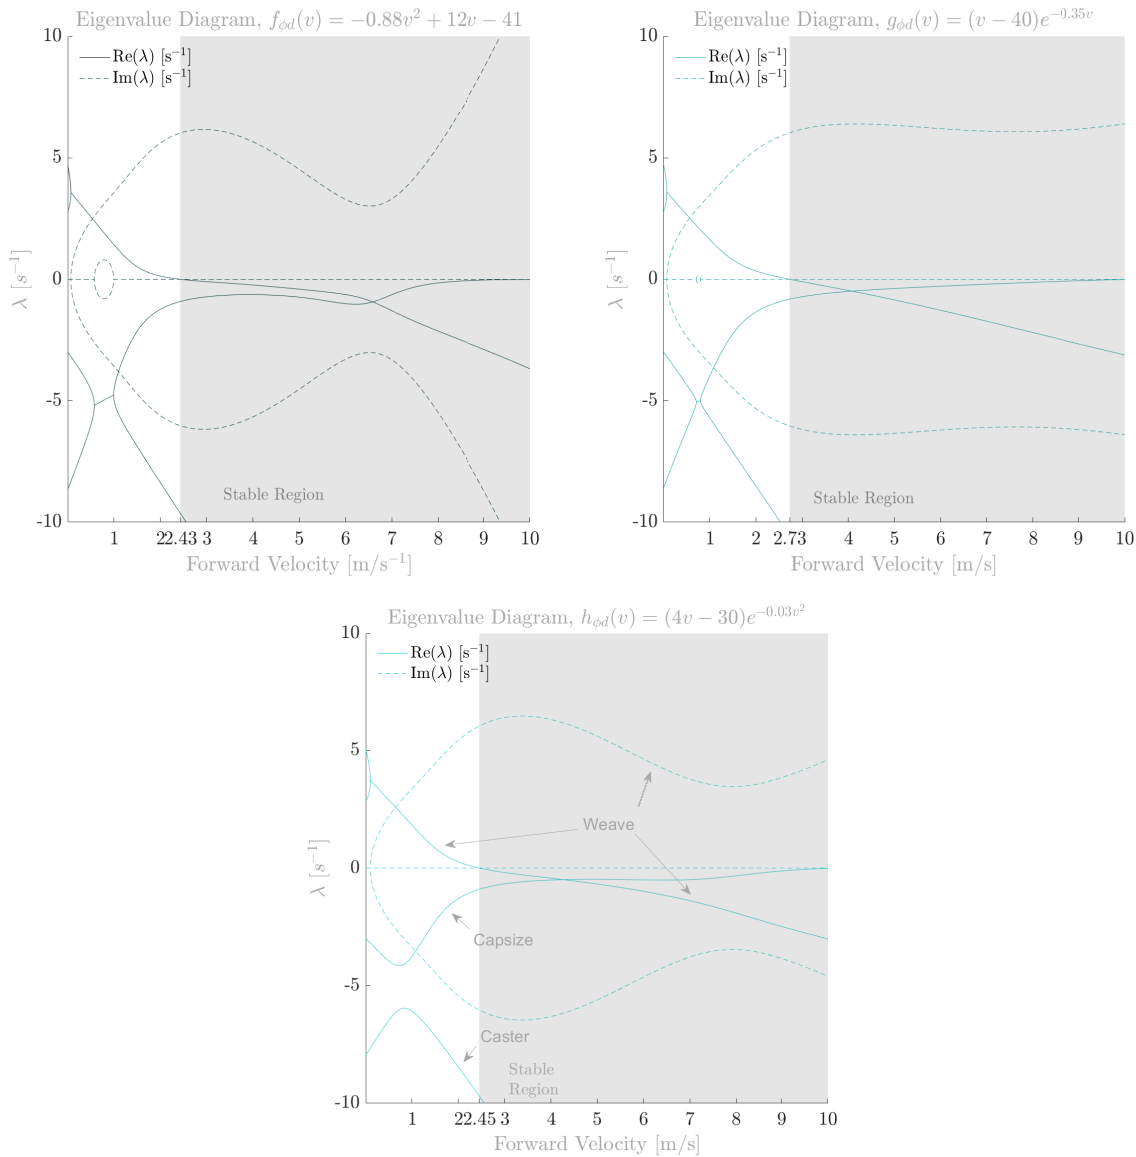 Eigenvalue Diagram, f_{ϕd}(v) = −0.88v² + 12v − 41
10
Re(λ) [s⁻¹]
Im(λ) [s⁻¹]
5
0
-5
-10
λ [s⁻¹]
Stable Region
1 2 2.43 3 4 5 6 7 8 9 10
Forward Velocity [m/s⁻¹]
Eigenvalue Diagram, g_{ϕd}(v) = (v − 40)e^{−0.35v}
10
Re(λ) [s⁻¹]
Im(λ) [s⁻¹]
5
0
-5
-10
λ [s⁻¹]
Stable Region
1 2 2.73 4 5 6 7 8 9 10
Forward Velocity [m/s]
Eigenvalue Diagram, h_{ϕd}(v) = (4v − 30)e^{−0.03v²}
10
Re(λ) [s⁻¹]
Im(λ) [s⁻¹]
5
Weave
0
λ [s⁻¹]
Capsize
-5
Caster
Stable
Region
-10
1 2 2.45 3 4 5 6 7 8 9 10
Forward Velocity [m/s]